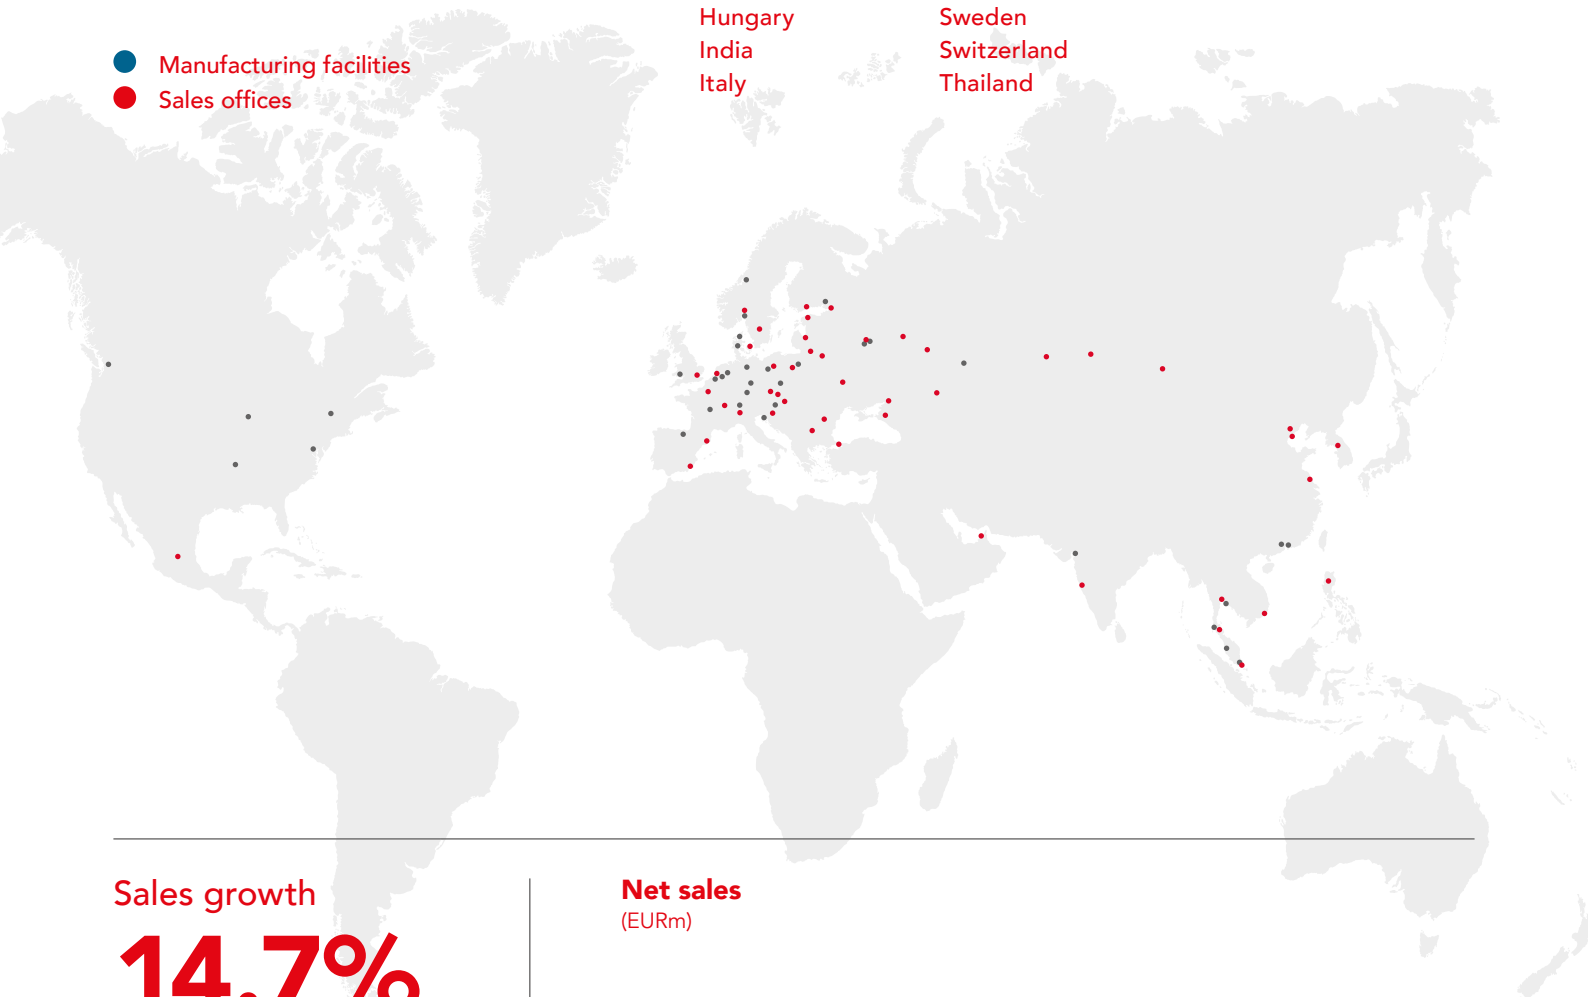 Manufacturing facilities
Sales offices
Hungary
India
Italy
Sweden
Switzerland
Thailand
Sales growth
14.7%
Net sales
(EURm)